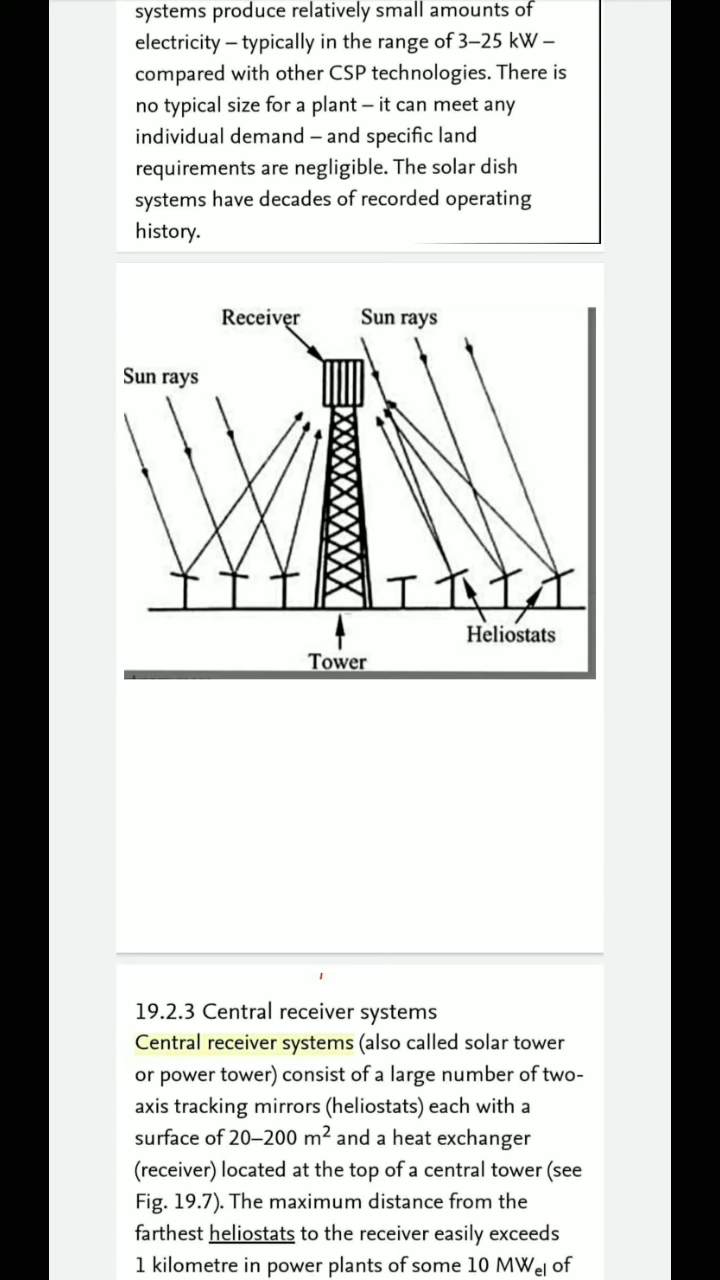 systems produce relatively small amounts of
electricity – typically in the range of 3–25 kW –
compared with other CSP technologies. There is
no typical size for a plant – it can meet any
individual demand – and specific land
requirements are negligible. The solar dish
systems have decades of recorded operating
history.
Receiver
Sun rays
Sun rays
Heliostats
Tower
19.2.3 Central receiver systems
Central receiver systems (also called solar tower
or power tower) consist of a large number of two-
axis tracking mirrors (heliostats) each with a
surface of 20–200 m² and a heat exchanger
(receiver) located at the top of a central tower (see
Fig. 19.7). The maximum distance from the
farthest heliostats to the receiver easily exceeds
1 kilometre in power plants of some 10 MWel of